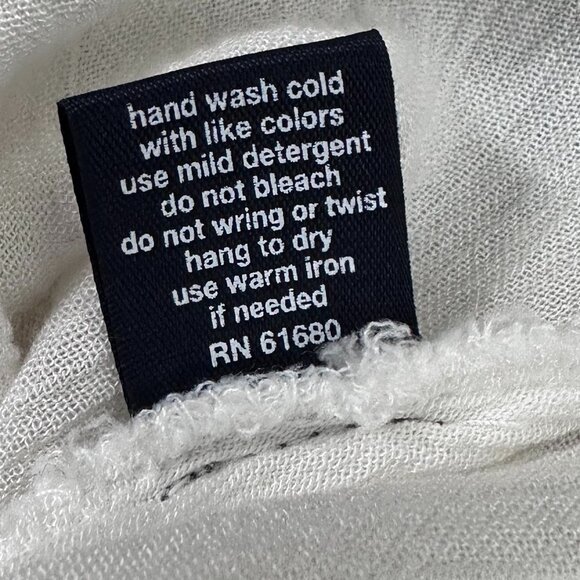 hand wash cold
with like colors
use mild detergent
do not bleach
do not wring or twist
hang to dry
use warm iron
if needed
RN 61680